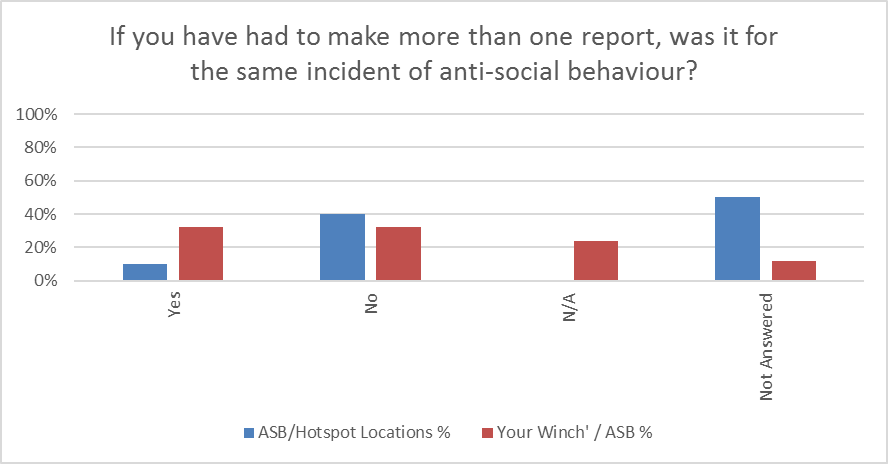 If you have had to make more than one report, was it for
the same incident of anti-social behaviour?
100%
80%
60%
40%
20%
0%
Yes
No
N/A
Not Answered
ASB/Hotspot Locations %
Your Winch' / ASB %